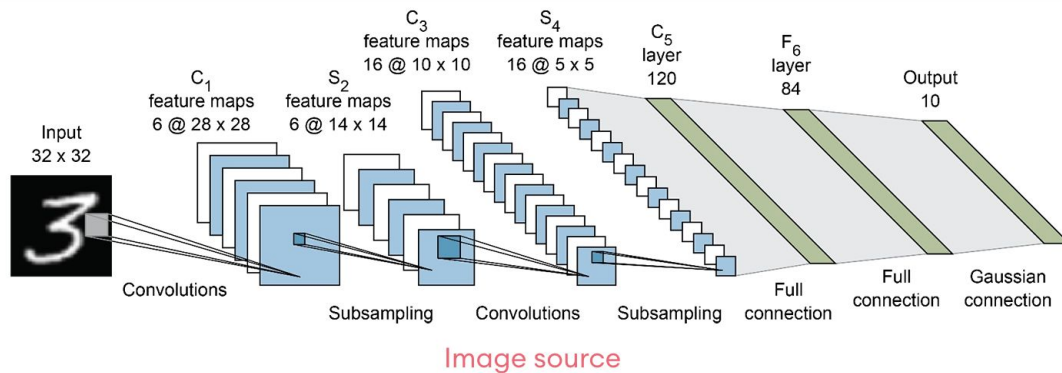 Input
32 x 32
C1
feature maps
6 @ 28 x 28
S2
feature maps
6 @ 14 x 14
C3
feature maps
16 @ 10 x 10
S4
feature maps
16 @ 5 x 5
C5
layer
120
F6
layer
84
Output
10
3
Convolutions
Subsampling
Convolutions
Subsampling
Full
connection
Full
connection
Gaussian
connection
Image source